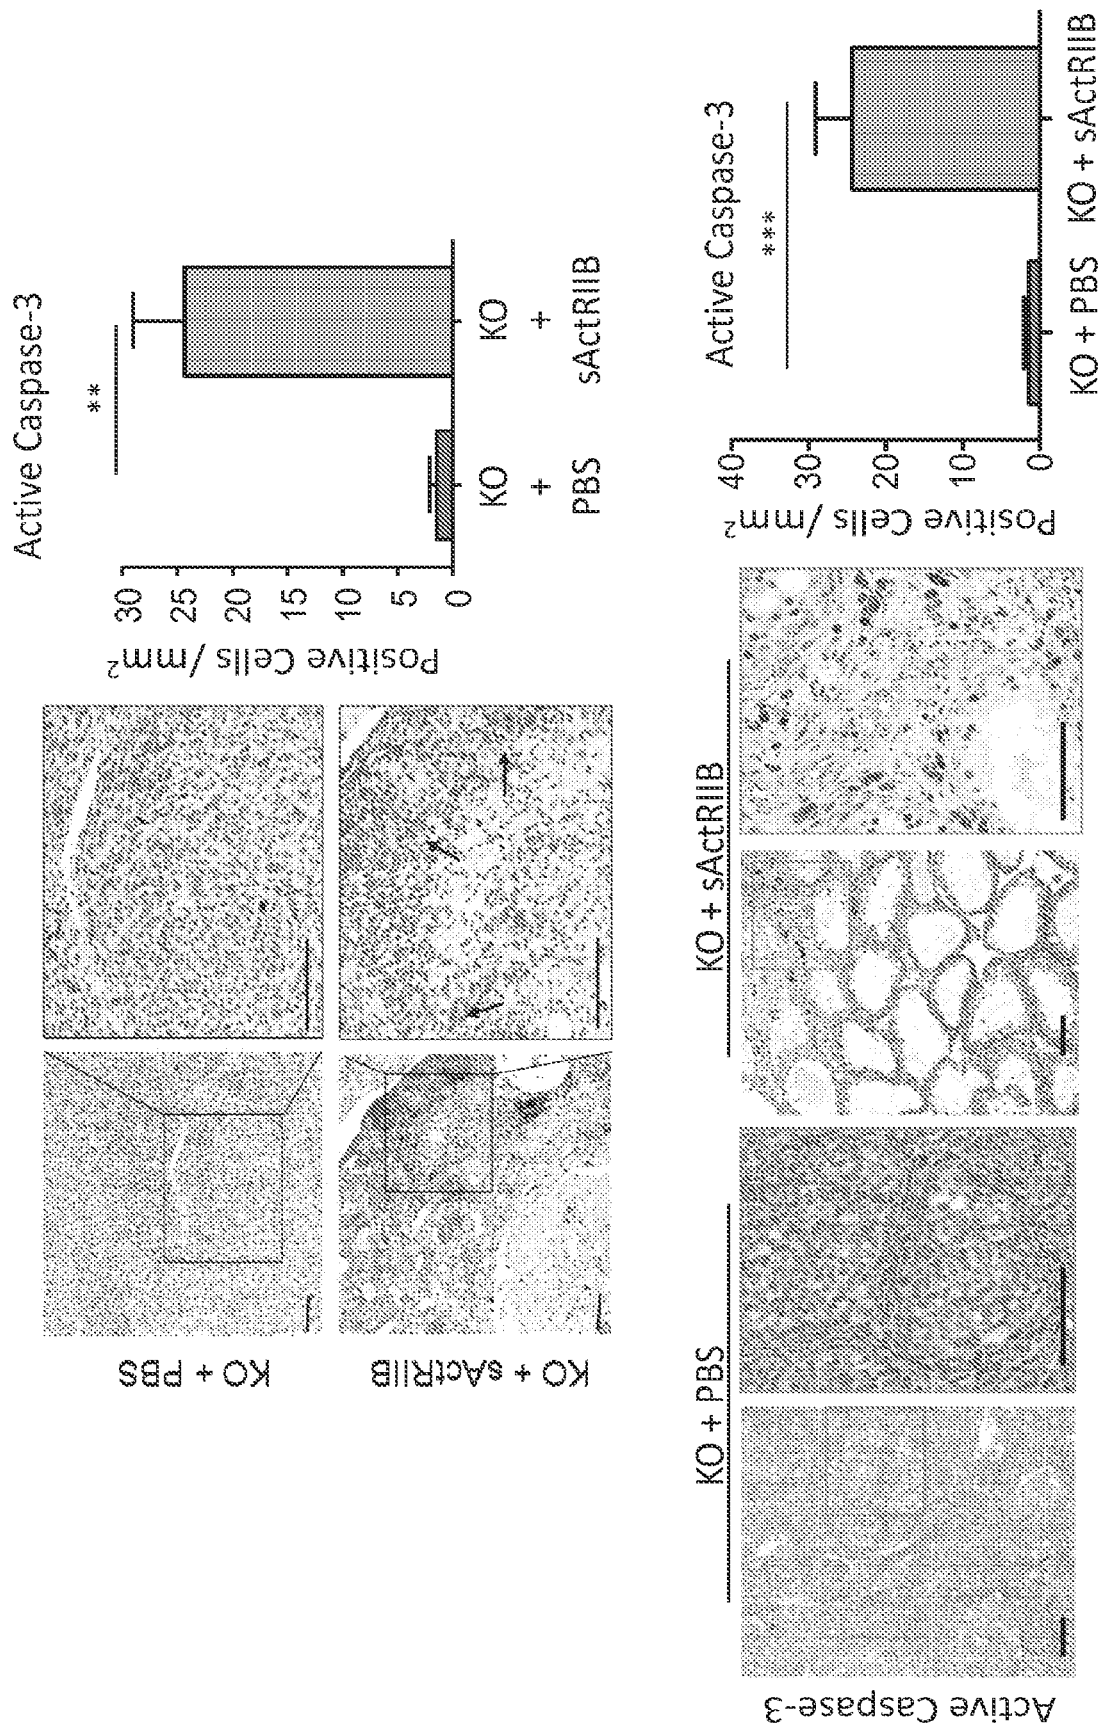 Active Caspase-3
**
Positive Cells / mm²
30
25
20
15
10
5
0
KO
+
PBS
KO
+
sActRIIB
KO + PBS
KO + sActRIIB
KO + PBS
KO + sActRIIB
Active Caspase-3
Active Caspase-3
***
Positive Cells / mm²
40
30
20
10
0
KO + PBS
KO + sActRIIB